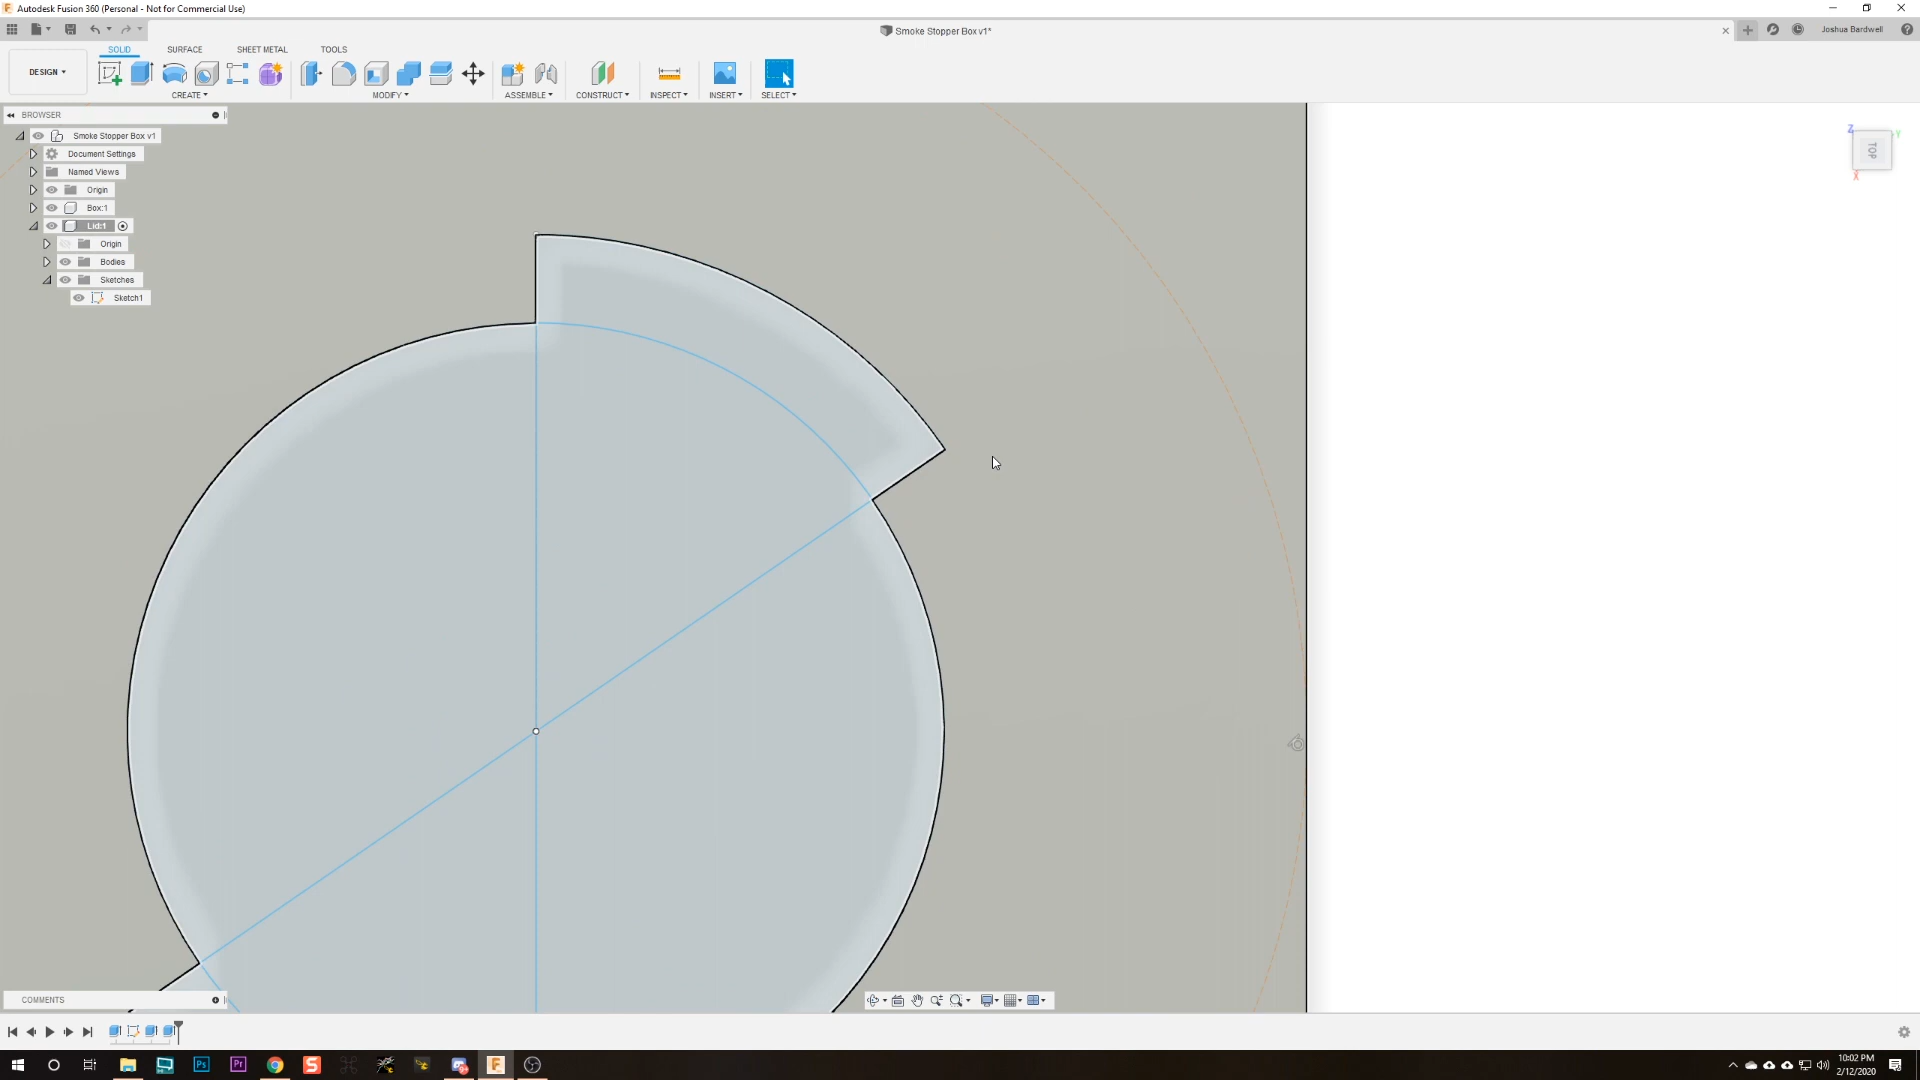 Autodesk Fusion 360 (Personal - Not for Commercial Use)
Smoke Stopper Box v1*
Joshua Bardwell
SOLID
SURFACE
SHEET METAL
TOOLS
DESIGN
CREATE
MODIFY
ASSEMBLE
CONSTRUCT
INSPECT
INSERT
SELECT
BROWSER
Smoke Stopper Box v1
Document Settings
Named Views
Origin
Box:1
Lid:1
Origin
Bodies
Sketches
Sketch1
Z
Y
TOP
X
COMMENTS
Ps
Pr
10:02 PM
2/12/2020